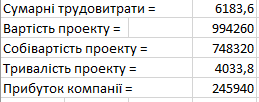 Сумарні трудовитрати = 6183,6
Вартість проекту = 994260
Собівартість проекту = 748320
Тривалість проекту = 4033,8
Прибуток компанії = 245940